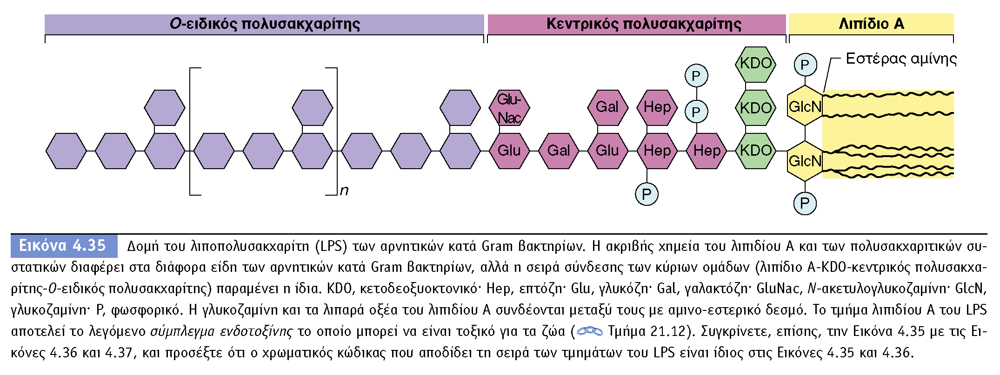 Ο-ειδικός πολυσακχαρίτης Κεντρικός πολυσακχαρίτης Λιπίδιο Α
Εστέρας αμίνης
KDO P
P
Glu-Nac Gal Hep P KDO GlcN
Glu Gal Glu Hep Hep KDO GlcN
n P P
Εικόνα 4.35 Δομή του λιποπολυσακχαρίτη (LPS) των αρνητικών κατά Gram βακτηρίων. Η ακριβής χημεία του λιπιδίου Α και των πολυσακχαριτικών συ-
στατικών διαφέρει στα διάφορα είδη των αρνητικών κατά Gram βακτηρίων, αλλά η σειρά σύνδεσης των κύριων ομάδων (λιπίδιο Α-KDO-κεντρικός πολυσακχα-
ρίτης-Ο-ειδικός πολυσακχαρίτης) παραμένει η ίδια. KDO, κετοδεοξυοκτονικό· Hep, επτόζη· Glu, γλυκόζη· Gal, γαλακτόζη· GluNac, N-ακετυλογλυκοζαμίνη· GlcN,
γλυκοζαμίνη· P, φωσφορικό. Η γλυκοζαμίνη και τα λιπαρά οξέα του λιπιδίου Α συνδέονται μεταξύ τους με αμινο-εστερικό δεσμό. Το τμήμα λιπιδίου Α του LPS
αποτελεί το λεγόμενο σύμπλεγμα ενδοτοξίνης το οποίο μπορεί να είναι τοξικό για τα ζώα ( Τμήμα 21.12). Συγκρίνετε, επίσης, την Εικόνα 4.35 με τις Ει-
κόνες 4.36 και 4.37, και προσέξτε ότι ο χρωματικός κώδικας που αποδίδει τη σειρά των τμημάτων του LPS είναι ίδιος στις Εικόνες 4.35 και 4.36.